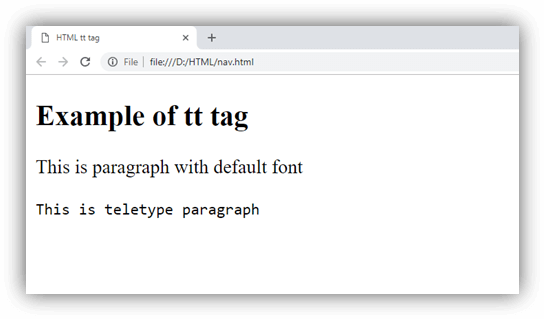 HTML tt tag
File file:///D:/HTML/nav.html
Example of tt tag
This is paragraph with default font
This is teletype paragraph